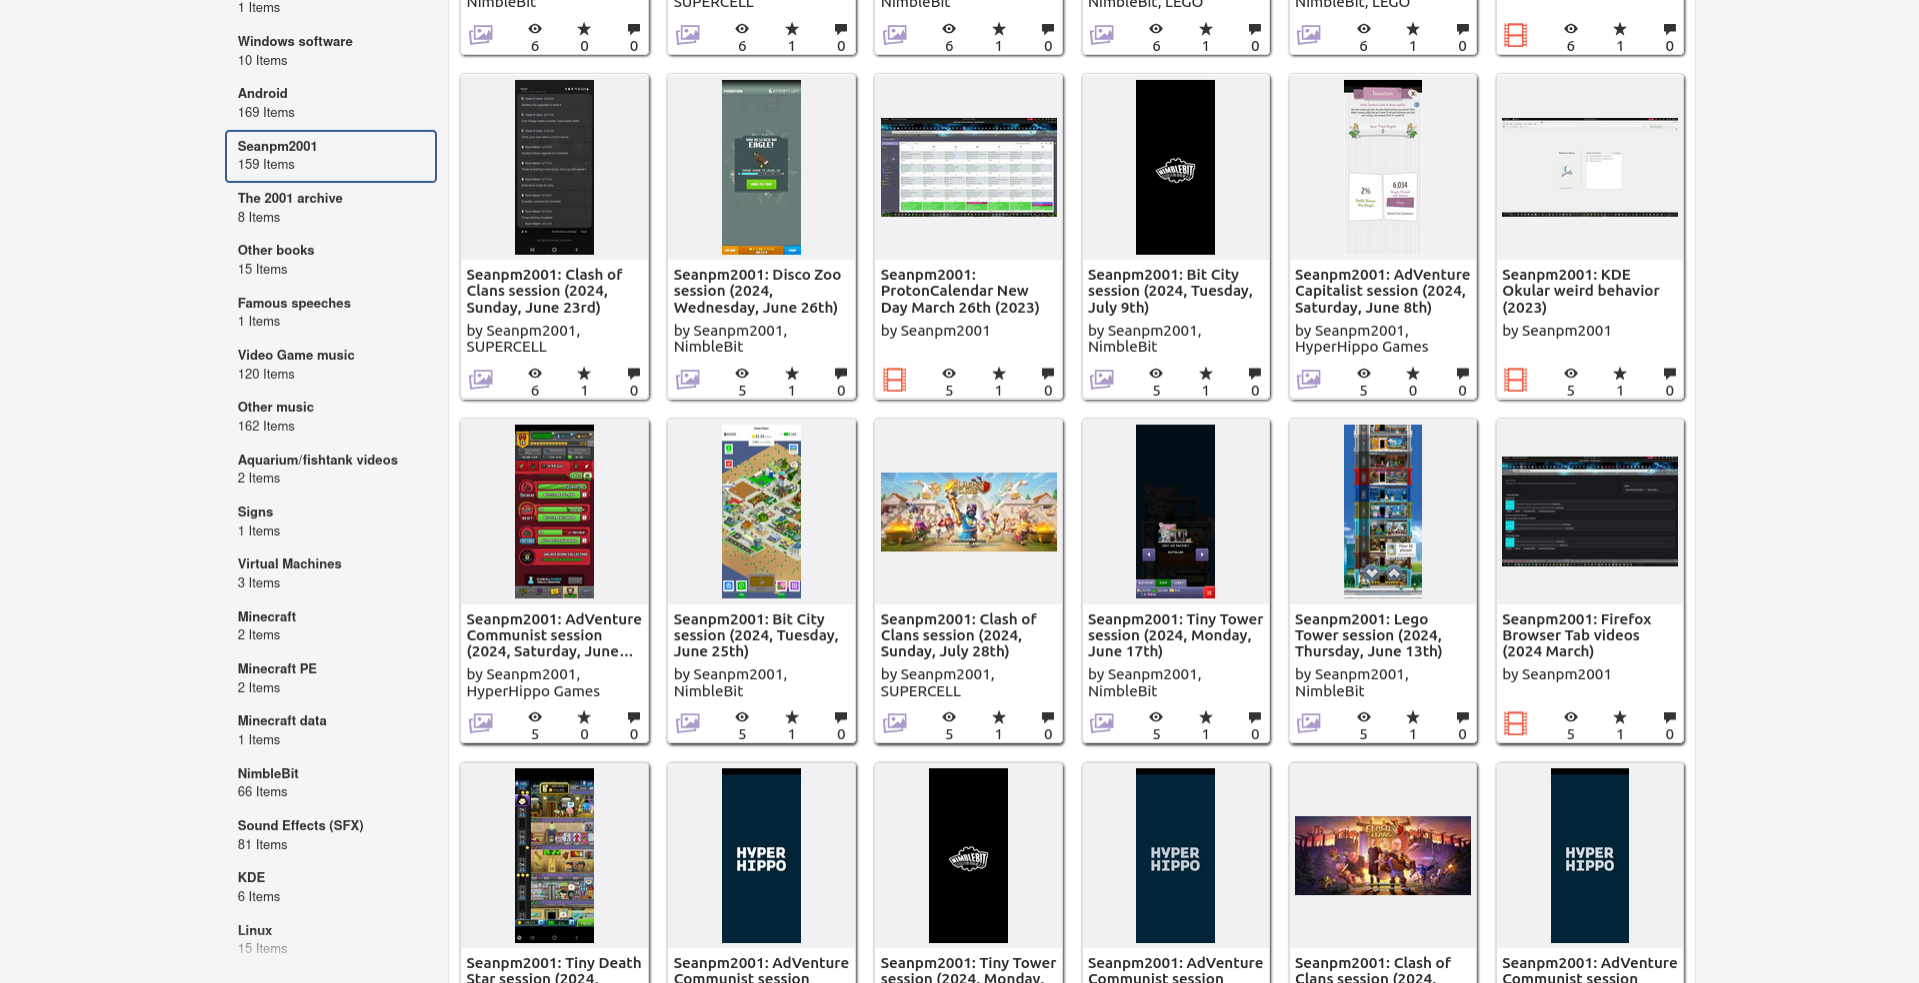 1 Items
Windows software
10 Items
Android
169 Items
Seanpm2001
159 Items
The 2001 archive
8 Items
Other books
15 Items
Famous speeches
1 Items
Video Game music
120 Items
Other music
162 Items
Aquarium/fishtank videos
2 Items
Signs
1 Items
Virtual Machines
3 Items
Minecraft
2 Items
Minecraft PE
2 Items
Minecraft data
1 Items
NimbleBit
66 Items
Sound Effects (SFX)
81 Items
KDE
6 Items
Linux
15 Items
NimbleBit
6 0 0
SUPERCELL
6 1 0
NimbleBit
6 1 0
NimbleBit, LEGO
6 1 0
NimbleBit, LEGO
6 1 0
6 1 0
Seanpm2001: Clash of
Clans session (2024,
Sunday, June 23rd)
by Seanpm2001,
SUPERCELL
6 1 0
EAGLE!
Seanpm2001: Disco Zoo
session (2024,
Wednesday, June 26th)
by Seanpm2001,
NimbleBit
5 1 0
Seanpm2001:
ProtonCalendar New
Day March 26th (2023)
by Seanpm2001
5 1 0
NIMBLEBIT
Seanpm2001: Bit City
session (2024, Tuesday,
July 9th)
by Seanpm2001,
NimbleBit
5 1 0
2%
6,034
Seanpm2001: AdVenture
Capitalist session (2024,
Saturday, June 8th)
by Seanpm2001,
HyperHippo Games
5 0 0
Seanpm2001: KDE
Okular weird behavior
(2023)
by Seanpm2001
5 1 0
Seanpm2001: AdVenture
Communist session
(2024, Saturday, June...
by Seanpm2001,
HyperHippo Games
5 0 0
Seanpm2001: Bit City
session (2024, Tuesday,
June 25th)
by Seanpm2001,
NimbleBit
5 1 0
Seanpm2001: Clash of
Clans session (2024,
Sunday, July 28th)
by Seanpm2001,
SUPERCELL
5 1 0
Seanpm2001: Tiny Tower
session (2024, Monday,
June 17th)
by Seanpm2001,
NimbleBit
5 1 0
Seanpm2001: Lego
Tower session (2024,
Thursday, June 13th)
by Seanpm2001,
NimbleBit
5 1 0
Seanpm2001: Firefox
Browser Tab videos
(2024 March)
by Seanpm2001
5 1 0
Seanpm2001: Tiny Death
Star session (2024,
HYPER
HIPPO
Seanpm2001: AdVenture
Communist session
NIMBLEBIT
Seanpm2001: Tiny Tower
session (2024, Monday,
HYPER
HIPPO
Seanpm2001: AdVenture
Communist session
Seanpm2001: Clash of
Clans session (2024,
HYPER
HIPPO
Seanpm2001: AdVenture
Communist session